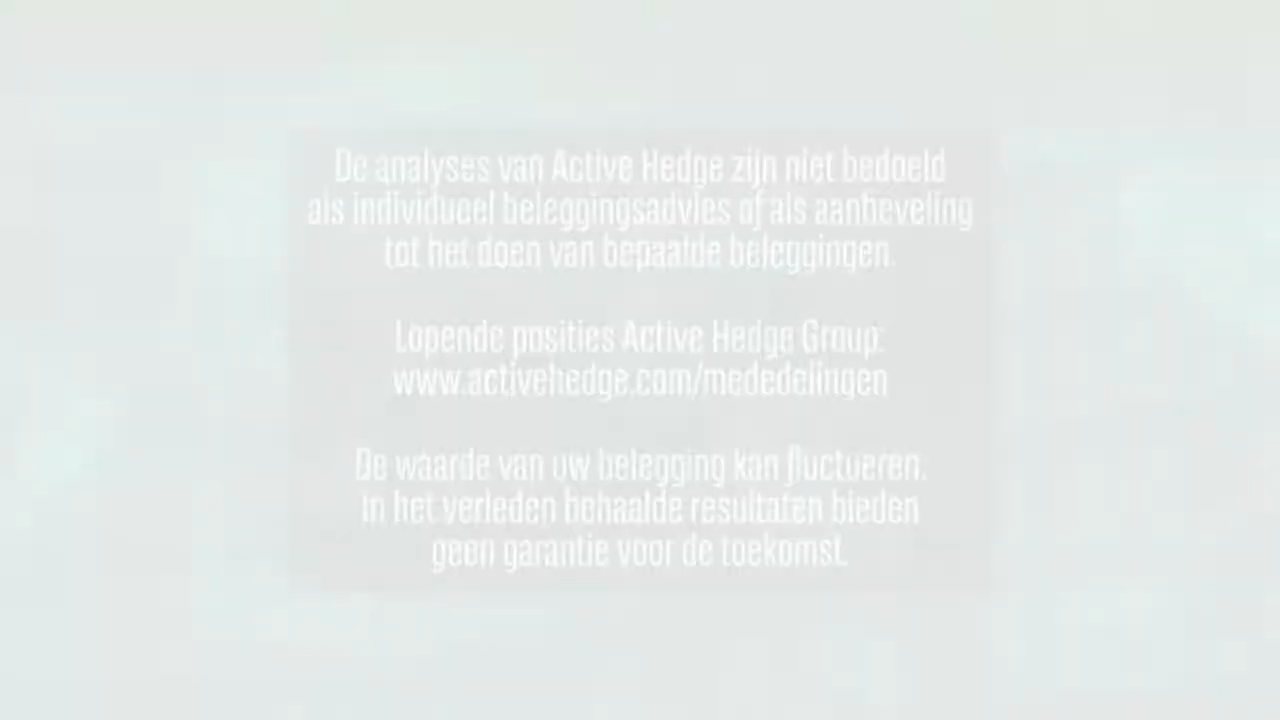 De analyses van Active Hedge zijn niet bedoeld
als individueel beleggingsadvies of als aanbeveling
tot het doen van bepaalde beleggingen.
Lopende posities Active Hedge Group:
www.activehedge.com/mededelingen
De waarde van uw belegging kan fluctueren.
In het verleden behaalde resultaten bieden
geen garantie voor de toekomst.